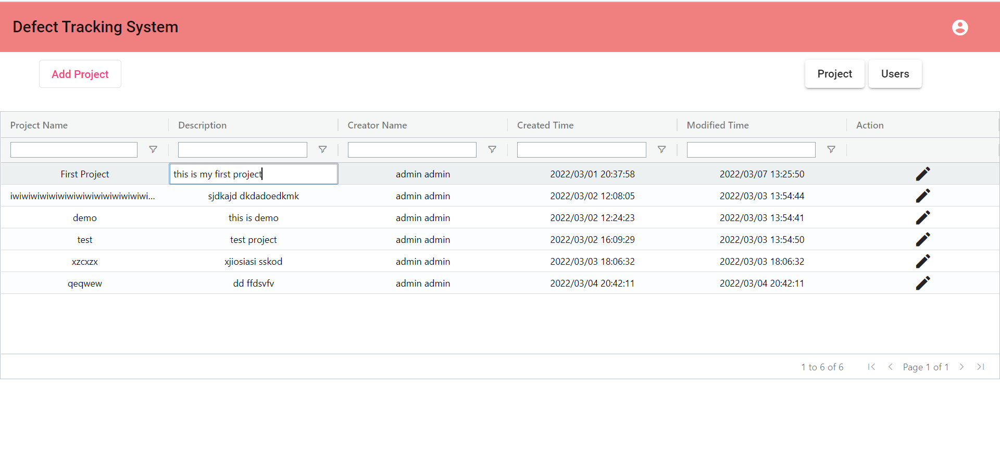 Defect Tracking System
Add Project
Project Users
Project Name Description Creator Name Created Time Modified Time Action
First Project this is my first project admin admin 2022/03/01 20:37:58 2022/03/07 13:25:50
iwiwiwiwiwiwiwiwiwiwiwiwiwiwiwi... sjdkajd dkdadoedkmk admin admin 2022/03/02 12:08:05 2022/03/03 13:54:44
demo this is demo admin admin 2022/03/02 12:24:23 2022/03/03 13:54:41
test test project admin admin 2022/03/02 16:09:29 2022/03/03 13:54:50
xzcxzx xjiosiasi sskod admin admin 2022/03/03 18:06:32 2022/03/03 18:06:32
qeqwew dd ffdsvfv admin admin 2022/03/04 20:42:11 2022/03/04 20:42:11
1 to 6 of 6 Page 1 of 1